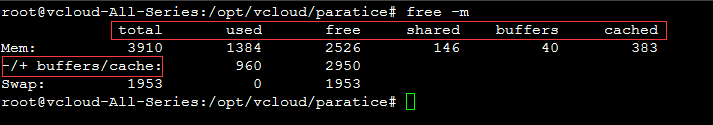 root@vcloud-All-Series:/opt/vcloud/paratice# free -m
total used free shared buffers cached
Mem: 3910 1384 2526 146 40 383
-/+ buffers/cache: 960 2950
Swap: 1953 0 1953
root@vcloud-All-Series:/opt/vcloud/paratice#